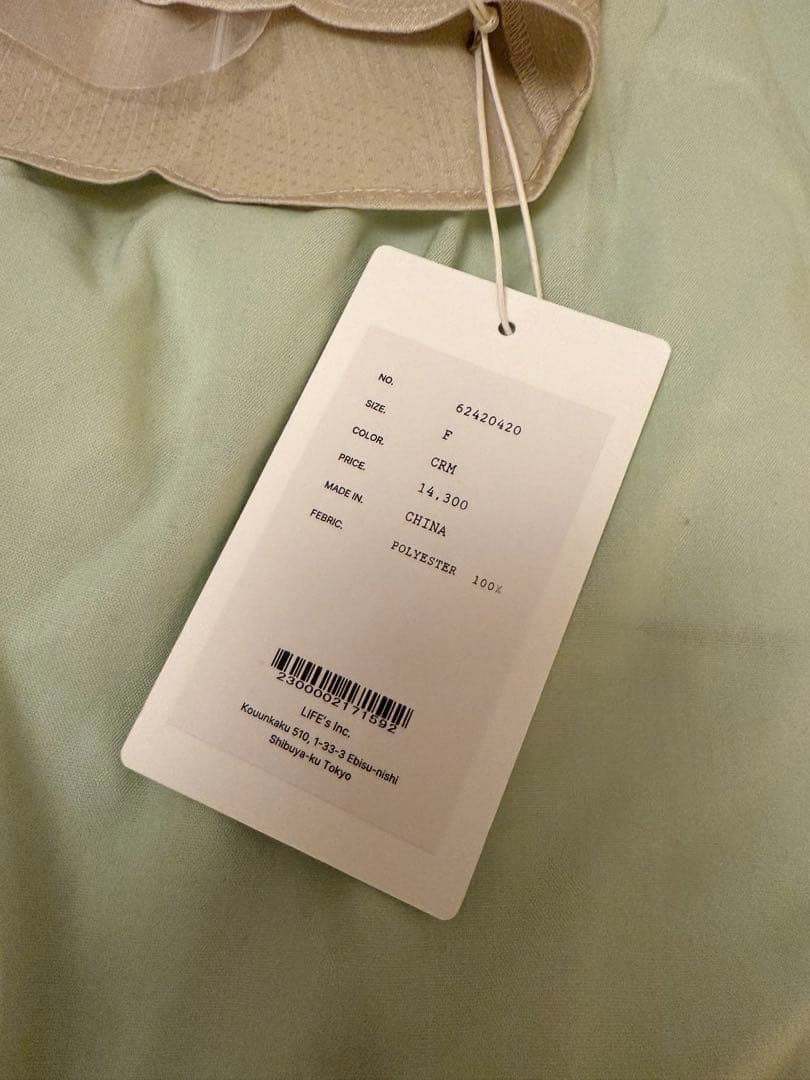 NO. 62420420
SIZE. F
COLOR. CRM
PRICE. 14,300
MADE IN. CHINA
FEBRIC. POLYESTER 100%
2300002171592
LIFE's inc.
Kouunkaku 510, 1-33-3 Ebisu-nishi
Shibuya-ku Tokyo